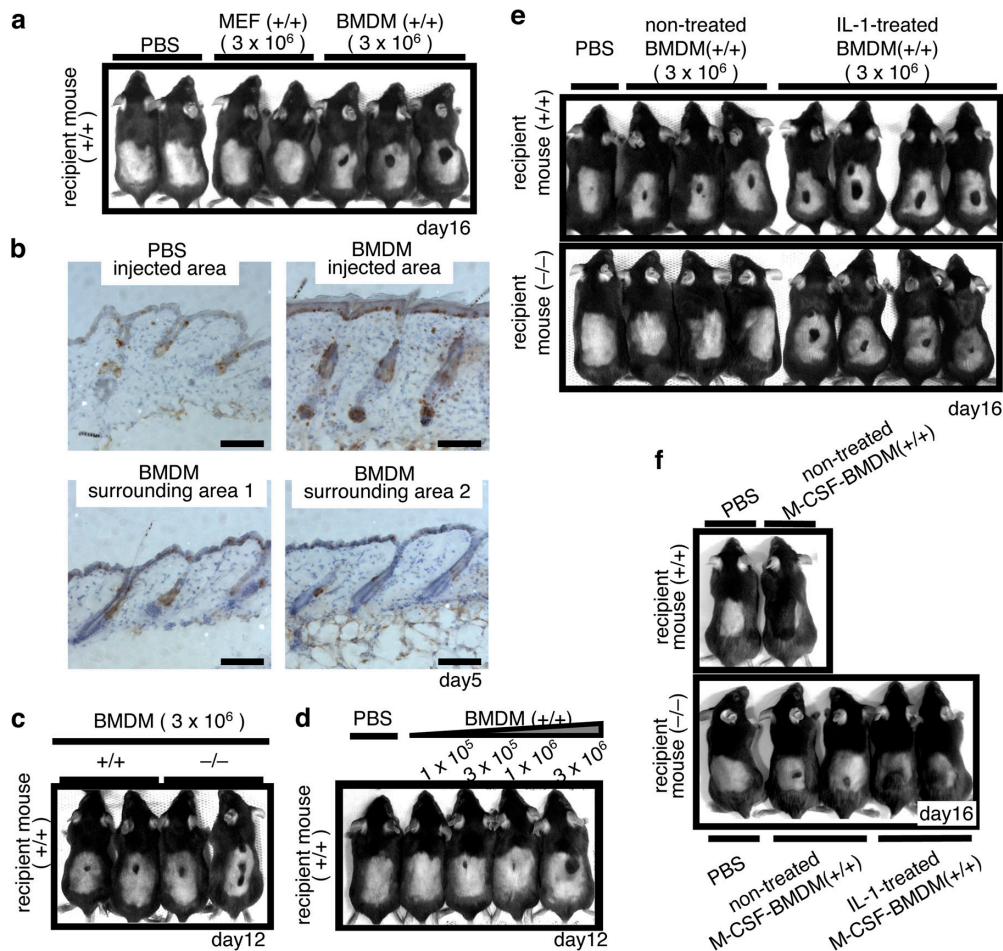 a
PBS
MEF (+/+)
( 3 x 10⁶ )
BMDM (+/+)
( 3 x 10⁶ )
recipient mouse
( +/+ )
day16
b
PBS
injected area
BMDM
injected area
BMDM
surrounding area 1
BMDM
surrounding area 2
day5
c
BMDM ( 3 x 10⁶ )
+/+
–/–
recipient mouse
( +/+ )
day12
d
PBS
BMDM (+/+)
1 x 10⁵
3 x 10⁵
1 x 10⁶
3 x 10⁶
recipient mouse
( +/+ )
day12
e
PBS
non-treated
BMDM(+/+)
( 3 x 10⁶ )
IL-1-treated
BMDM(+/+)
( 3 x 10⁶ )
recipient
mouse (+/+)
recipient
mouse (–/–)
day16
f
PBS
non-treated
M-CSF-BMDM(+/+)
recipient
mouse (+/+)
recipient
mouse (–/–)
day16
PBS
non-treated
M-CSF-BMDM(+/+)
IL-1-treated
M-CSF-BMDM(+/+)